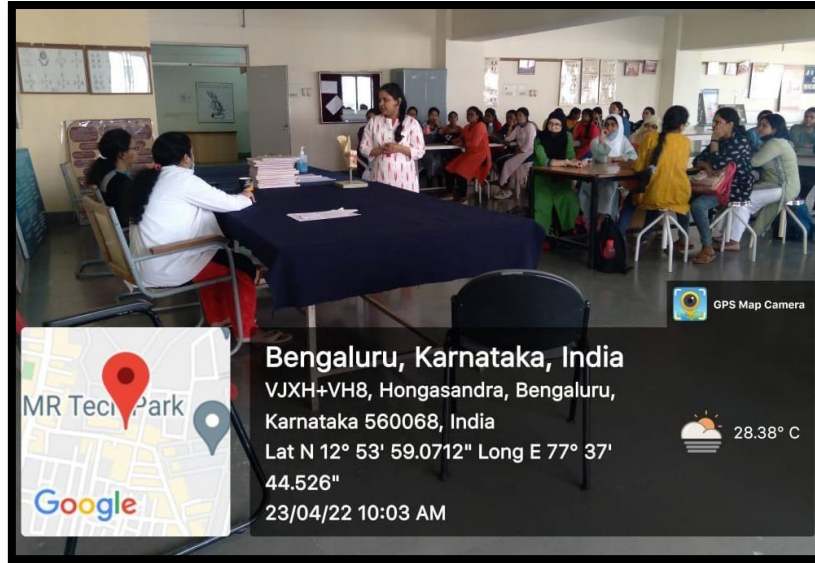 GPS Map Camera
Bengaluru, Karnataka, India
VJXH+VH8, Hongasandra, Bengaluru,
Karnataka 560068, India
Lat N 12° 53' 59.0712" Long E 77° 37'
44.526"
23/04/22 10:03 AM
28.38° C
MR Tech Park
Google